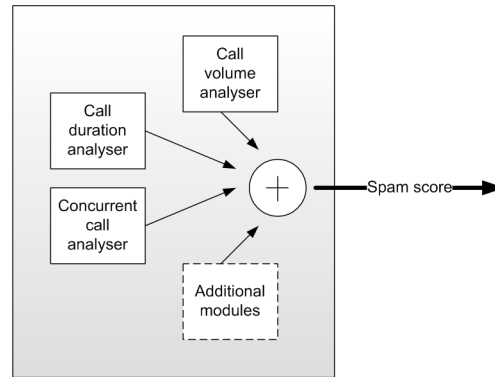 Call
volume
analyser
Call
duration
analyser
Concurrent
call
analyser
Spam score
Additional
modules